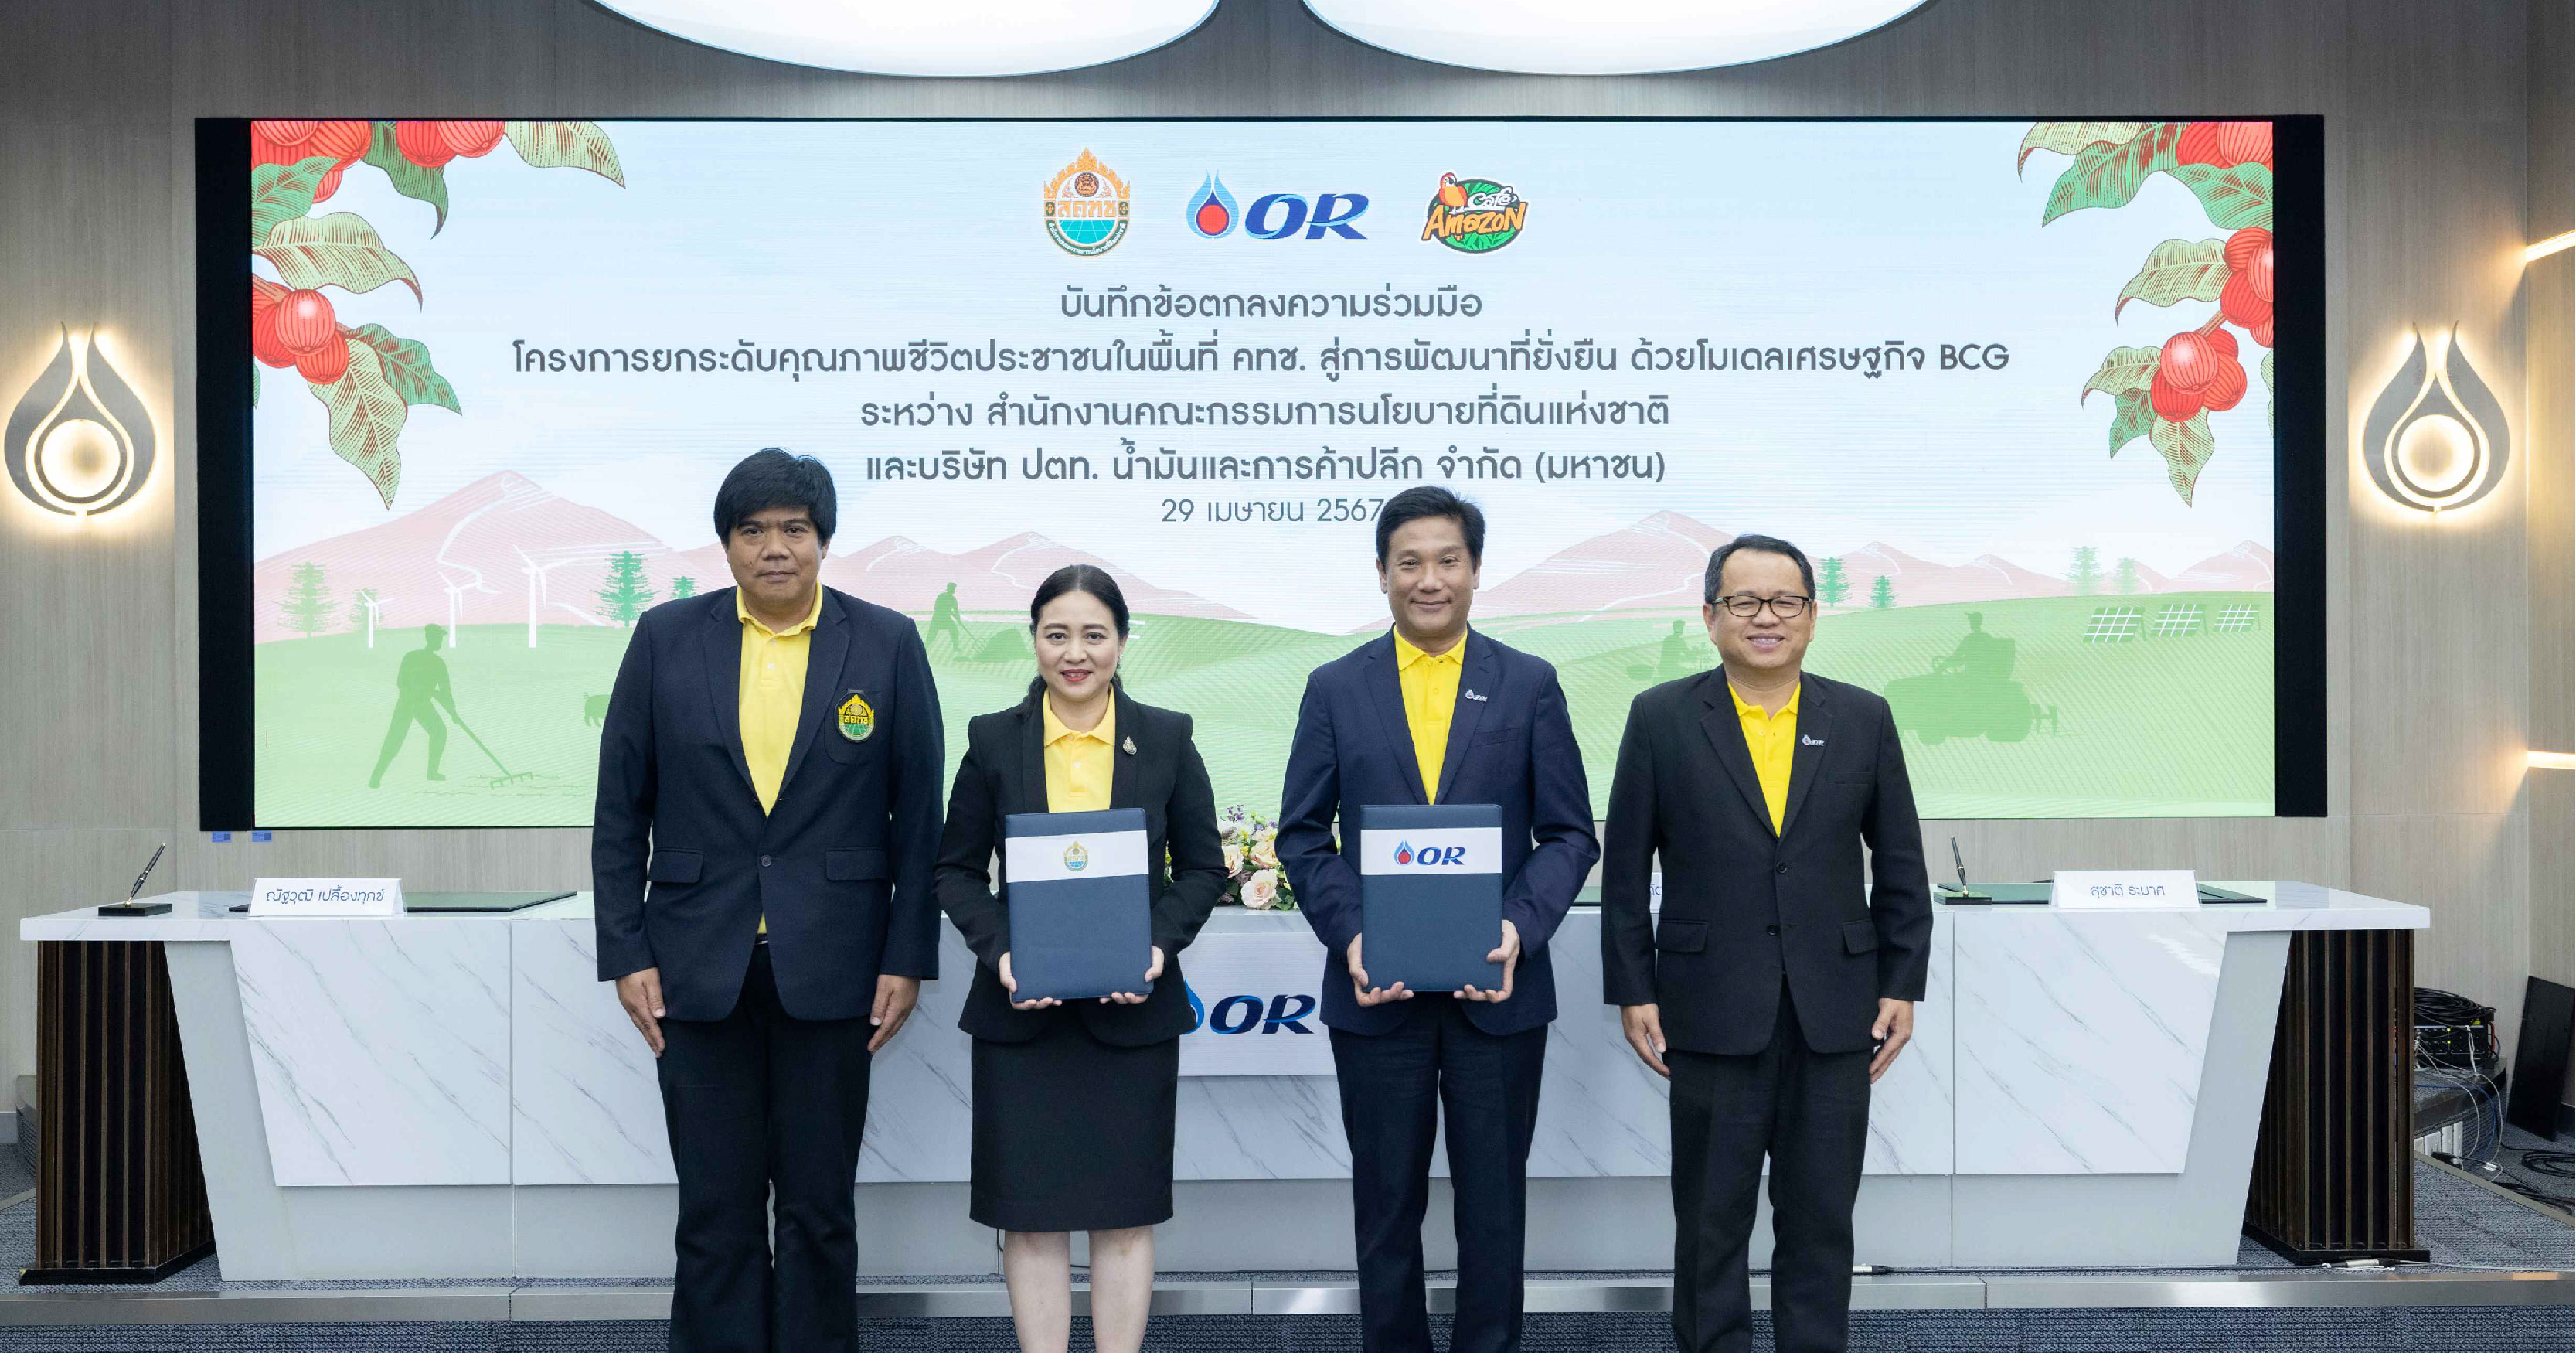 สคทช
OR
Café
AMAZON
บันทึกข้อตกลงความร่วมมือ
โครงการยกระดับคุณภาพชีวิตประชาชนในพื้นที่ คทช. สู่การพัฒนาที่ยั่งยืน ด้วยโมเดลเศรษฐกิจ BCG
ระหว่าง สำนักงานคณะกรรมการนโยบายที่ดินแห่งชาติ
และบริษัท ปตท. น้ำมันและการค้าปลีก จำกัด (มหาชน)
29 เมษายน 2567
สคทช
OR
ณัฐวุฒิ เปลื้องทุกข์
สุชาติ ระมาศ
OR